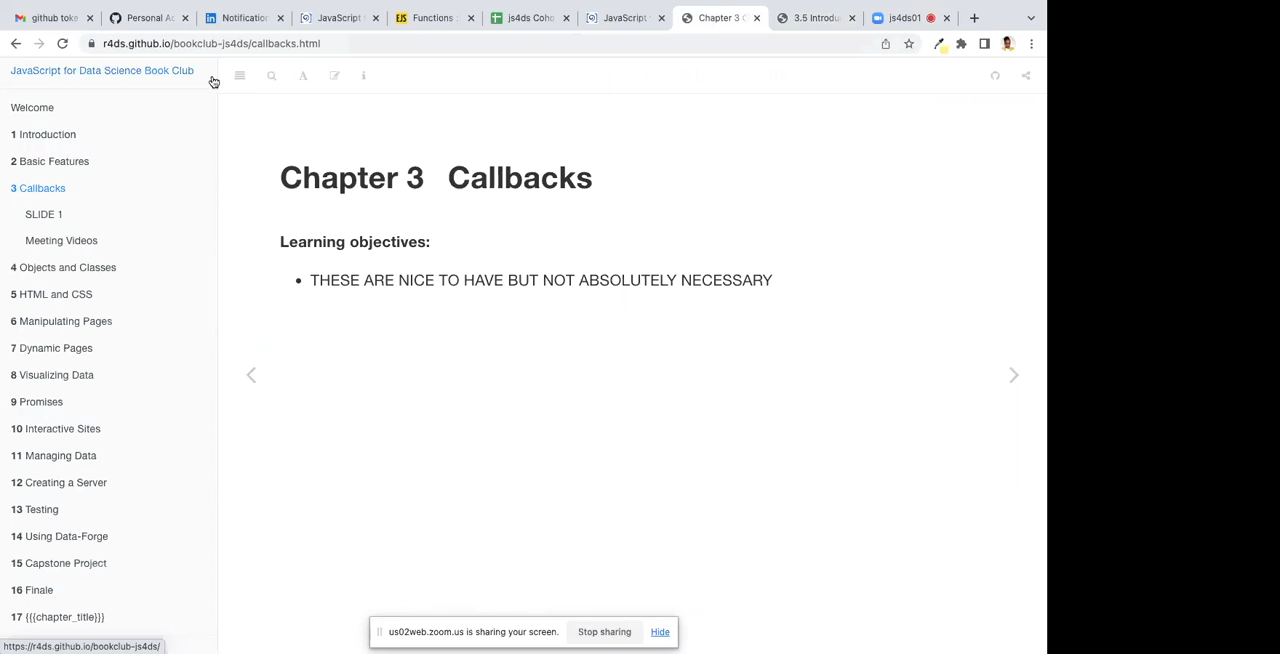 github toke
Personal Ac
Notification
JavaScript f
EJS Functions
js4ds Coho
JavaScript
Chapter 3 C
3.5 Introdu
js4ds01
r4ds.github.io/bookclub-js4ds/callbacks.html
JavaScript for Data Science Book Club
A
i
Welcome
1 Introduction
2 Basic Features
3 Callbacks
SLIDE 1
Meeting Videos
4 Objects and Classes
5 HTML and CSS
6 Manipulating Pages
7 Dynamic Pages
8 Visualizing Data
9 Promises
10 Interactive Sites
11 Managing Data
12 Creating a Server
13 Testing
14 Using Data-Forge
15 Capstone Project
16 Finale
17 {{{chapter_title}}}
Chapter 3 Callbacks
Learning objectives:
• THESE ARE NICE TO HAVE BUT NOT ABSOLUTELY NECESSARY
us02web.zoom.us is sharing your screen.
Stop sharing
Hide
https://r4ds.github.io/bookclub-js4ds/